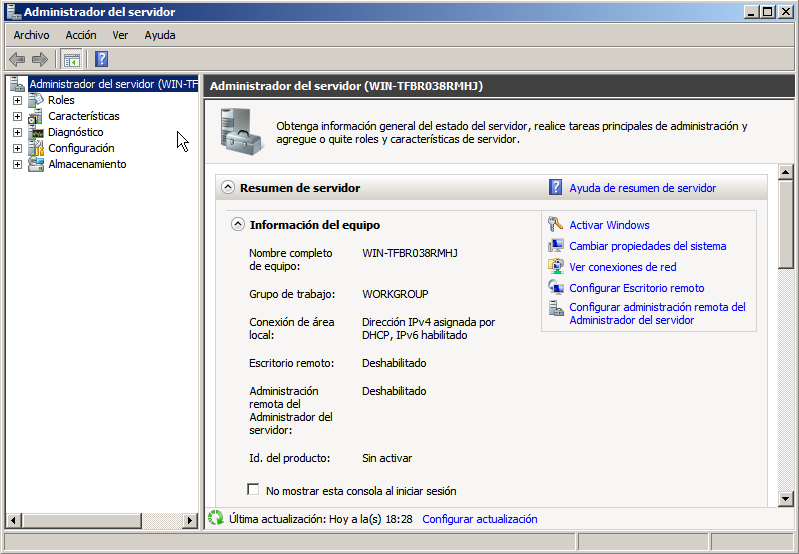 Administrador del servidor
Archivo Acción Ver Ayuda
Administrador del servidor (WIN-TF
Roles
Características
Diagnóstico
Configuración
Almacenamiento
Administrador del servidor (WIN-TFBR038RMHJ)
Obtenga información general del estado del servidor, realice tareas principales de administración y
agregue o quite roles y características de servidor.
Resumen de servidor
Ayuda de resumen de servidor
Información del equipo
Nombre completo
de equipo:
WIN-TFBR038RMHJ
Grupo de trabajo:
WORKGROUP
Conexión de área
local:
Dirección IPv4 asignada por
DHCP, IPv6 habilitado
Escritorio remoto:
Deshabilitado
Administración
remota del
Administrador del
servidor:
Deshabilitado
Id. del producto:
Sin activar
No mostrar esta consola al iniciar sesión
Activar Windows
Cambiar propiedades del sistema
Ver conexiones de red
Configurar Escritorio remoto
Configurar administración remota del
Administrador del servidor
Última actualización: Hoy a la(s) 18:28 Configurar actualización